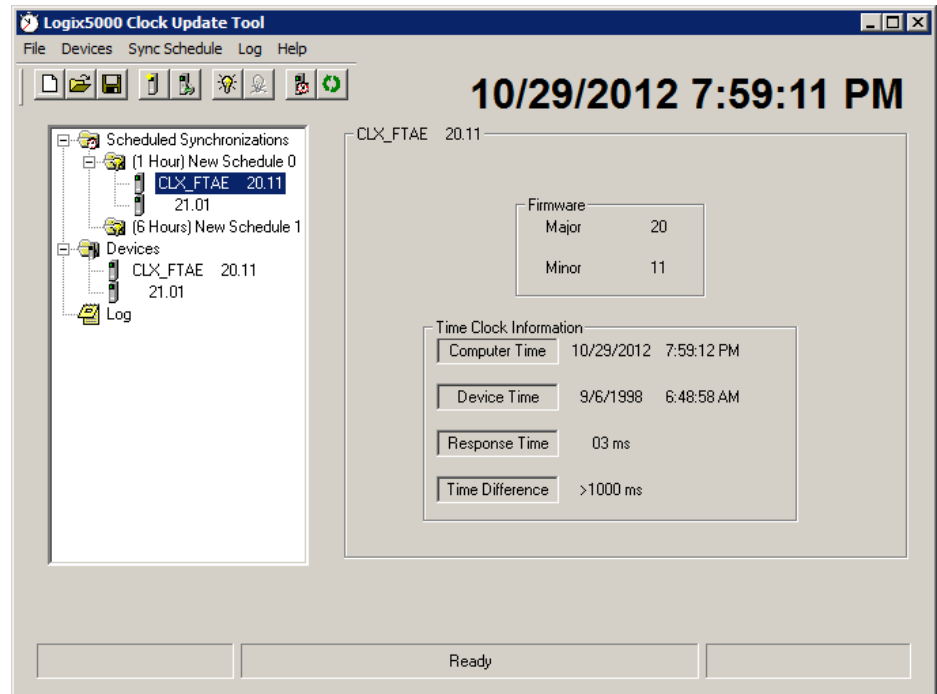 Logix5000 Clock Update Tool
File Devices Sync Schedule Log Help
10/29/2012 7:59:11 PM
Scheduled Synchronizations
(1 Hour) New Schedule 0
CLX_FTAE 20.11
21.01
(6 Hours) New Schedule 1
Devices
CLX_FTAE 20.11
21.01
Log
CLX_FTAE 20.11
Firmware
Major 20
Minor 11
Time Clock Information
Computer Time 10/29/2012 7:59:12 PM
Device Time 9/6/1998 6:48:58 AM
Response Time 03 ms
Time Difference >1000 ms
Ready